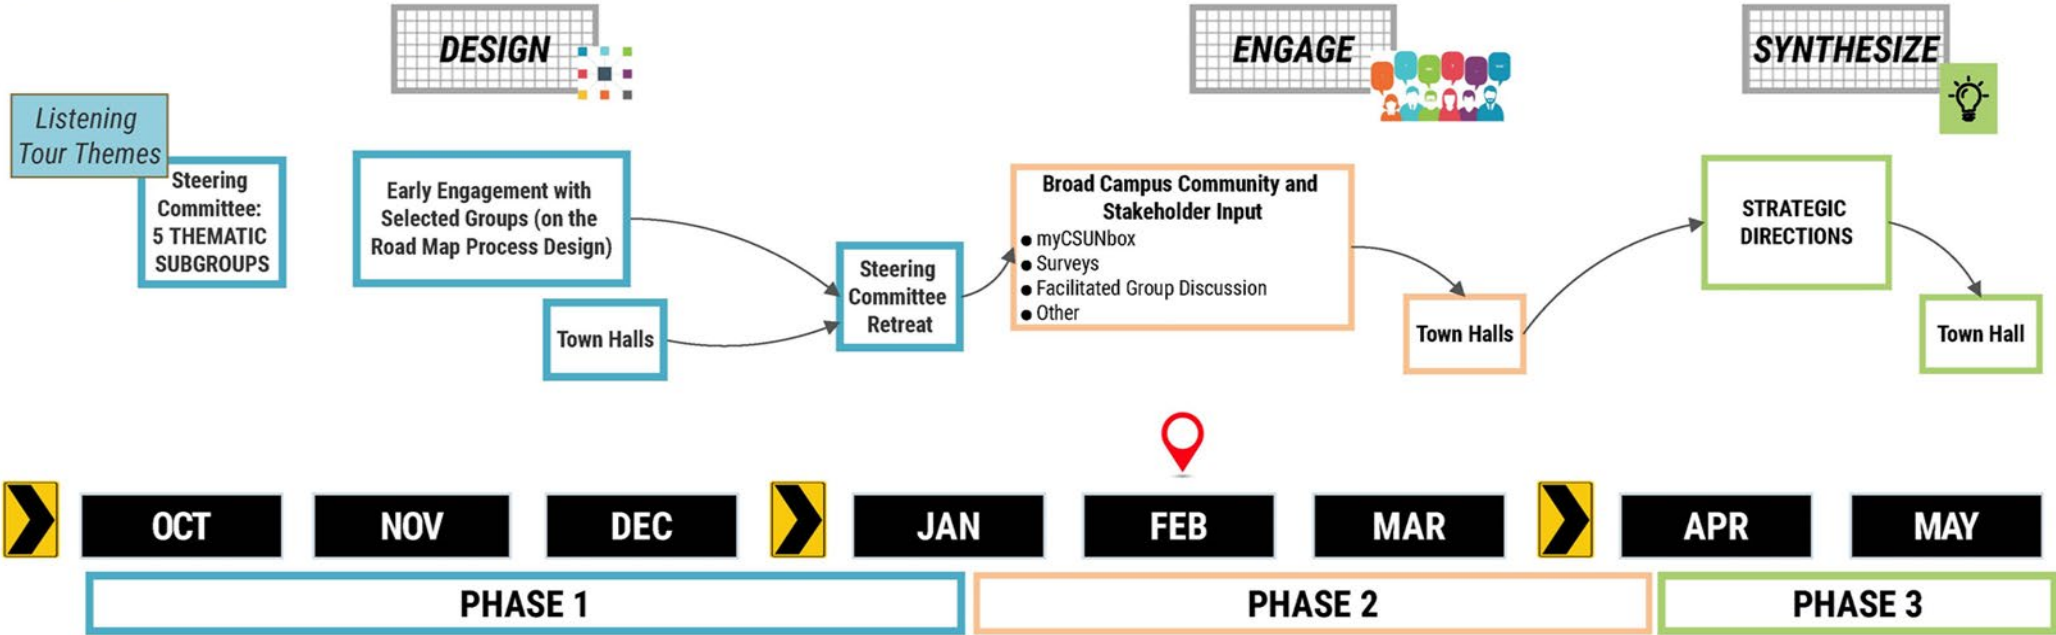 DESIGN
ENGAGE
SYNTHESIZE
Listening
Tour Themes
Steering
Committee:
5 THEMATIC
SUBGROUPS
Early Engagement with
Selected Groups (on the
Road Map Process Design)
Town Halls
Steering
Committee
Retreat
Broad Campus Community and
Stakeholder Input
● myCSUNbox
● Surveys
● Facilitated Group Discussion
● Other
Town Halls
STRATEGIC
DIRECTIONS
Town Hall
OCT
NOV
DEC
JAN
FEB
MAR
APR
MAY
PHASE 1
PHASE 2
PHASE 3